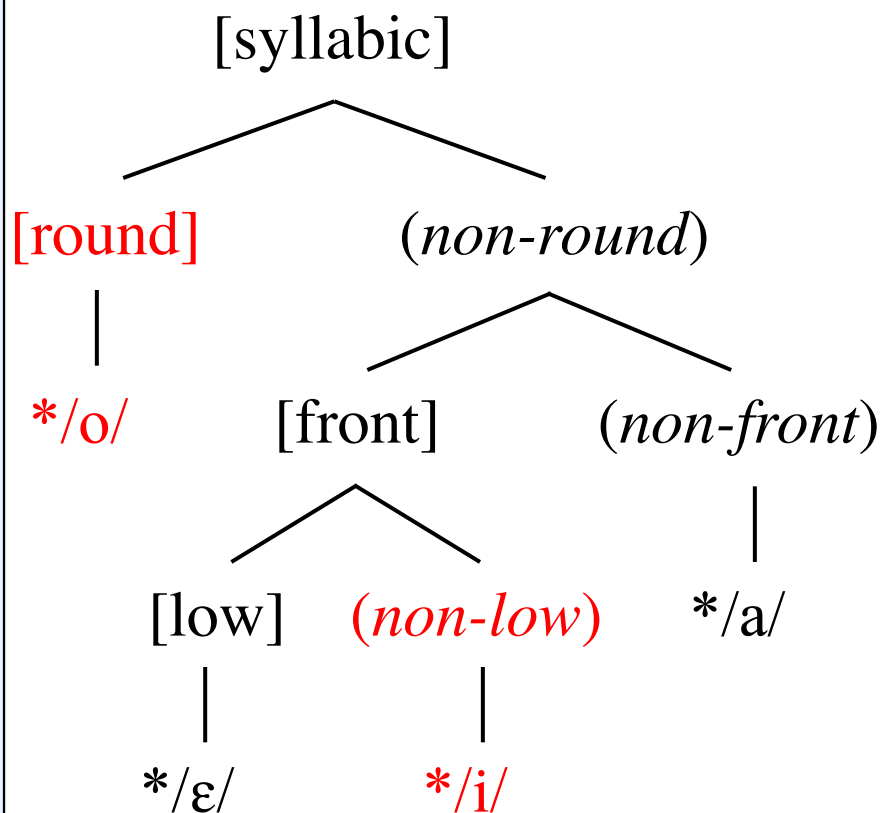 [syllabic]
[round] (non-round)
*/o/ [front] (non-front)
[low] (non-low) */a/
*/ɛ/ */i/